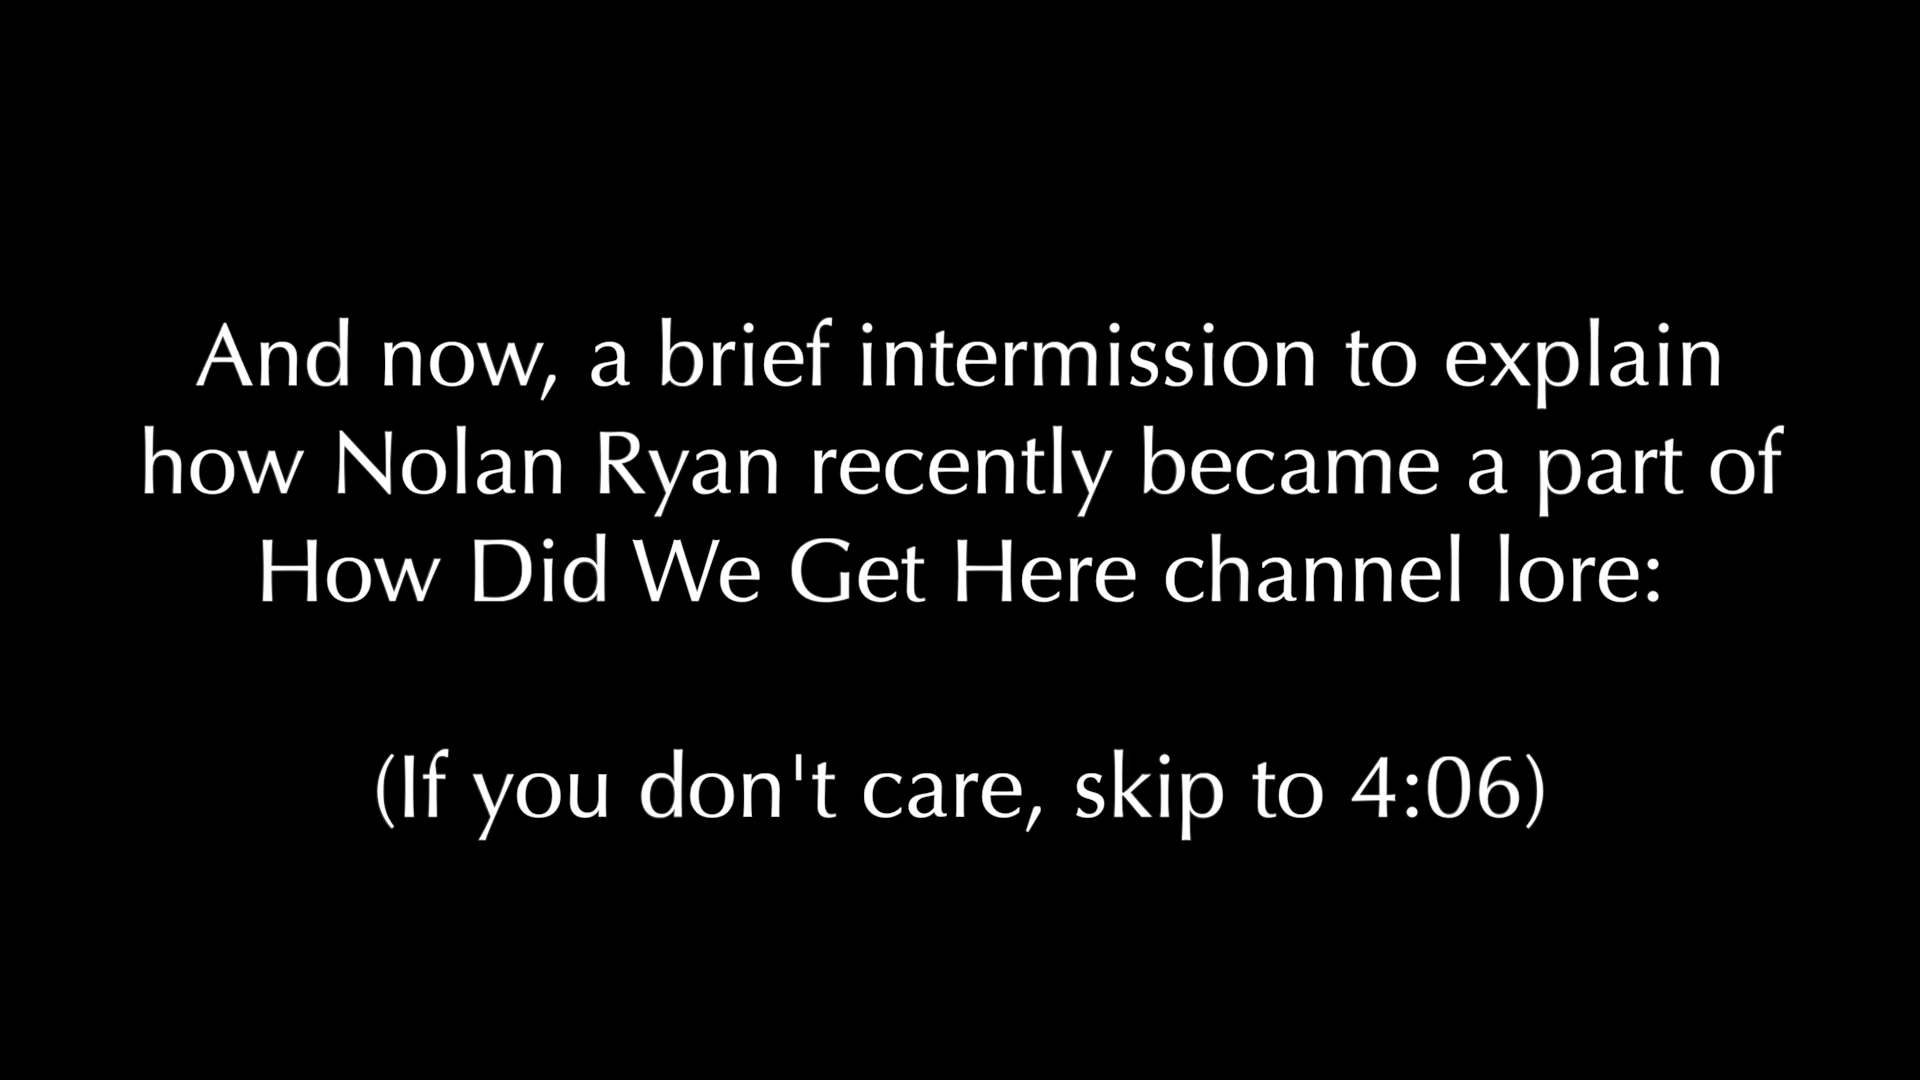 And now, a brief intermission to explain
how Nolan Ryan recently became a part of
How Did We Get Here channel lore:
(If you don't care, skip to 4:06)